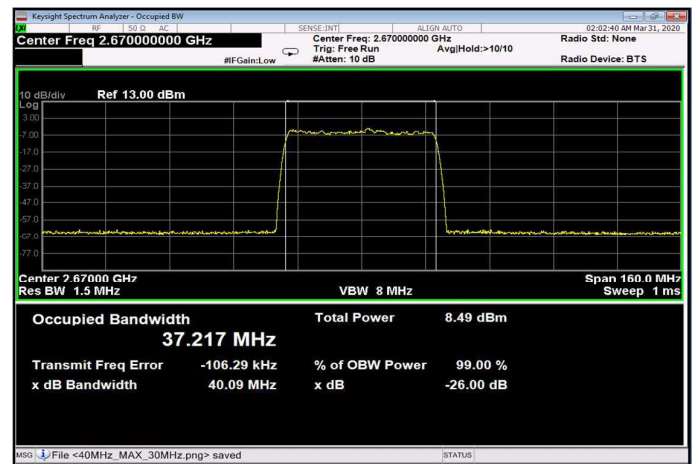 Keysight Spectrum Analyzer - Occupied BW
LXI RF 50 Ω AC SENSE:INT ALIGN AUTO 02:02:40 AM Mar 31, 2020
Center Freq 2.670000000 GHz Center Freq: 2.670000000 GHz Radio Std: None
Trig: Free Run Avg|Hold:>10/10
#IFGain:Low #Atten: 10 dB Radio Device: BTS
10 dB/div Ref 13.00 dBm
Log
3.00
-7.00
-17.0
-27.0
-37.0
-47.0
-57.0
-67.0
-77.0
Center 2.67000 GHz Span 160.0 MHz
Res BW 1.5 MHz VBW 8 MHz Sweep 1 ms
Occupied Bandwidth Total Power 8.49 dBm
37.217 MHz
Transmit Freq Error -106.29 kHz % of OBW Power 99.00 %
x dB Bandwidth 40.09 MHz x dB -26.00 dB
MSG File <40MHz_MAX_30MHz.png> saved STATUS